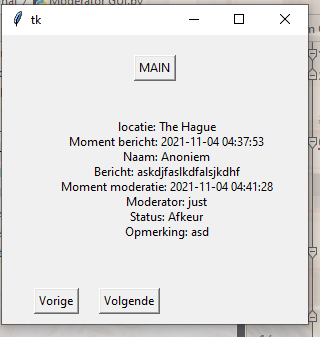 Moderator GUI.py
tk
MAIN
locatie: The Hague
Moment bericht: 2021-11-04 04:37:53
Naam: Anoniem
Bericht: askdjfaslkdfalsjkdhf
Moment moderatie: 2021-11-04 04:41:28
Moderator: just
Status: Afkeur
Opmerking: asd
Vorige
Volgende